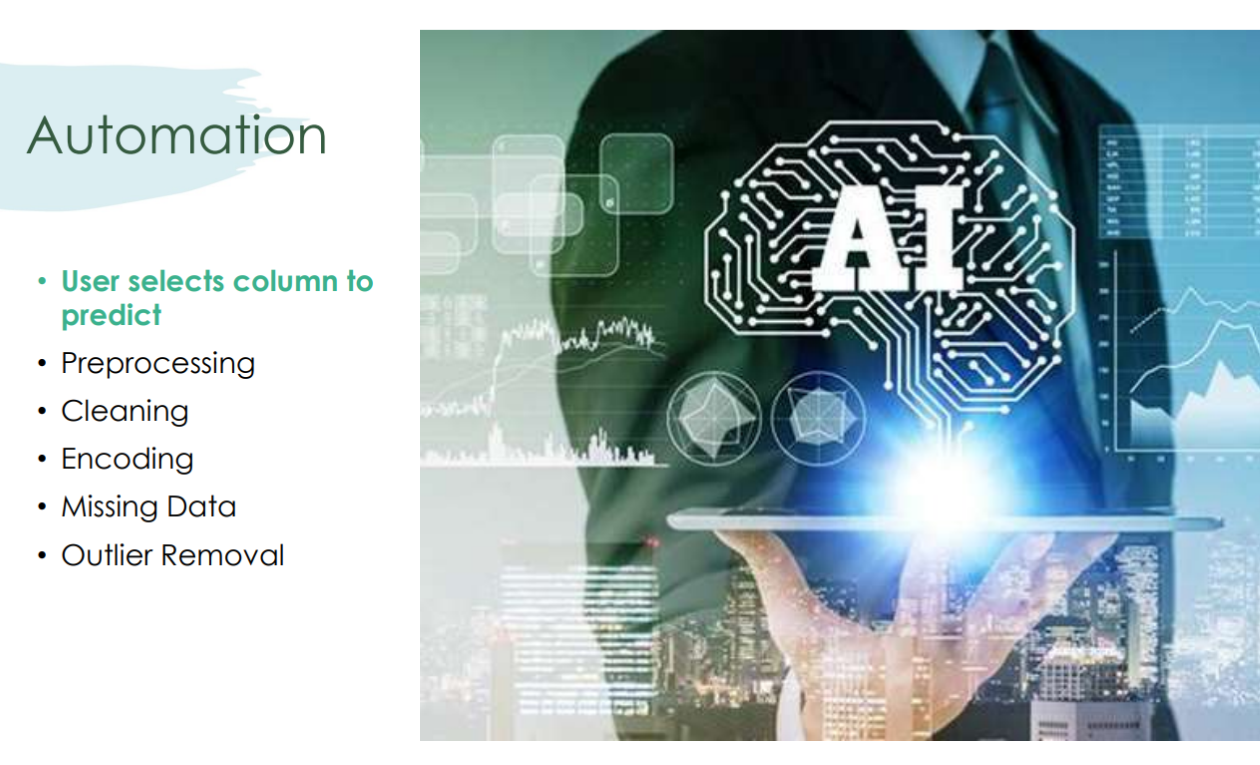 Automation
• User selects column to
predict
• Preprocessing
• Cleaning
• Encoding
• Missing Data
• Outlier Removal
AI